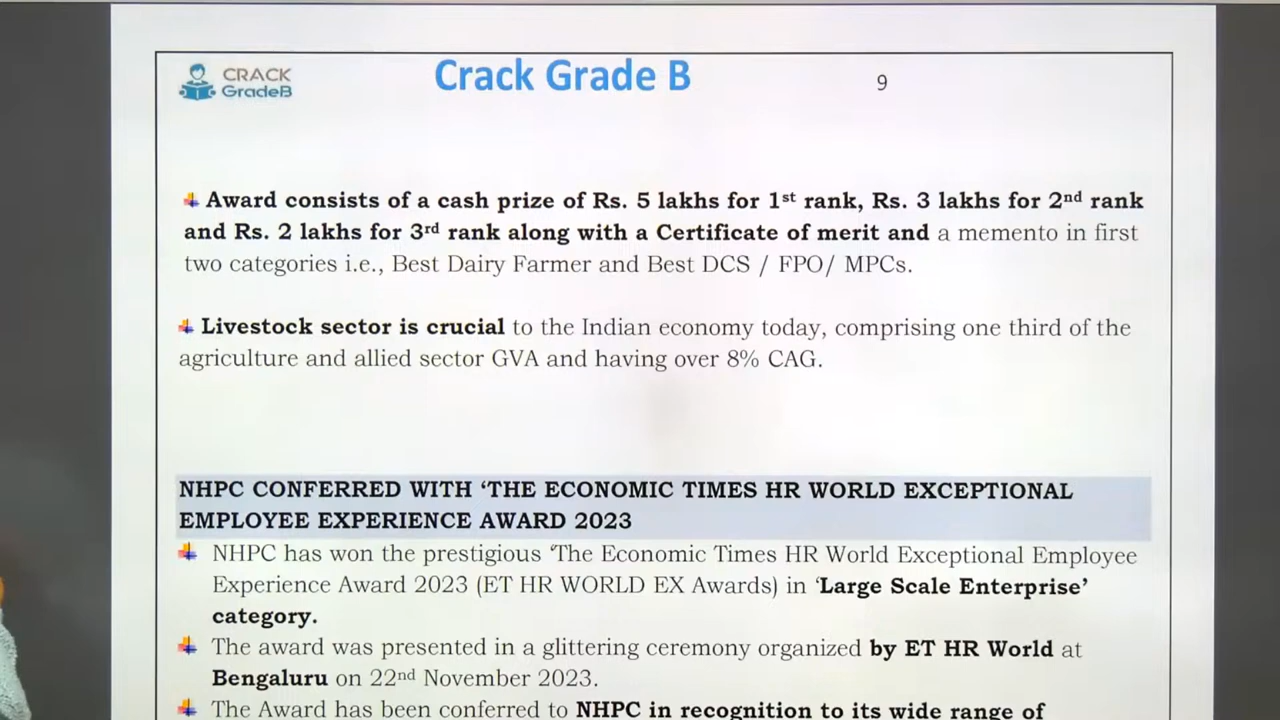 CRACK
GradeB
Crack Grade B
9
Award consists of a cash prize of Rs. 5 lakhs for 1st rank, Rs. 3 lakhs for 2nd rank
and Rs. 2 lakhs for 3rd rank along with a Certificate of merit and a memento in first
two categories i.e., Best Dairy Farmer and Best DCS / FPO/ MPCs.
Livestock sector is crucial to the Indian economy today, comprising one third of the
agriculture and allied sector GVA and having over 8% CAG.
NHPC CONFERRED WITH ‘THE ECONOMIC TIMES HR WORLD EXCEPTIONAL
EMPLOYEE EXPERIENCE AWARD 2023
NHPC has won the prestigious ‘The Economic Times HR World Exceptional Employee
Experience Award 2023 (ET HR WORLD EX Awards) in ‘Large Scale Enterprise’
category.
The award was presented in a glittering ceremony organized by ET HR World at
Bengaluru on 22nd November 2023.
The Award has been conferred to NHPC in recognition to its wide range of